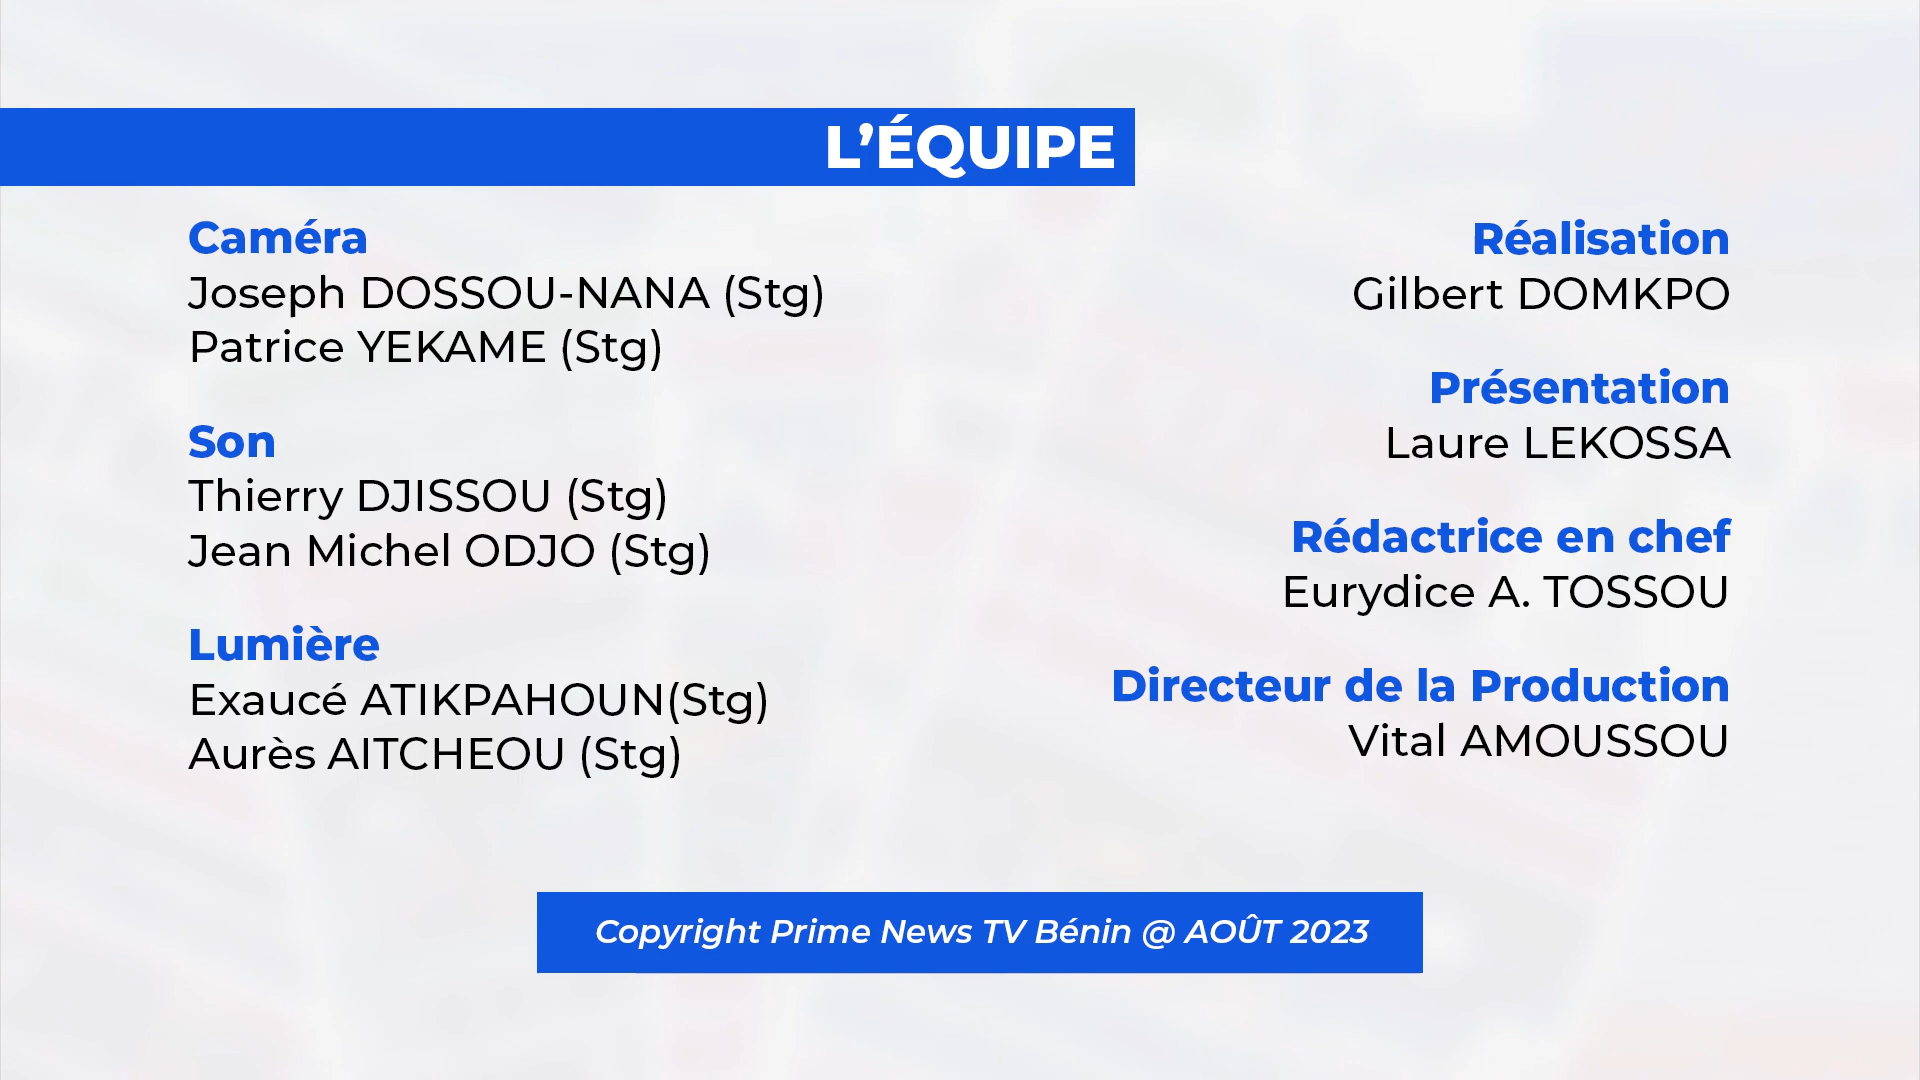 L’ÉQUIPE
Caméra
Joseph DOSSOU-NANA (Stg)
Patrice YEKAME (Stg)
Son
Thierry DJISSOU (Stg)
Jean Michel ODJO (Stg)
Lumière
Exaucé ATIKPAHOUN(Stg)
Aurès AITCHEOU (Stg)
Réalisation
Gilbert DOMKPO
Présentation
Laure LEKOSSA
Rédactrice en chef
Eurydice A. TOSSOU
Directeur de la Production
Vital AMOUSSOU
Copyright Prime News TV Bénin @ AOÛT 2023